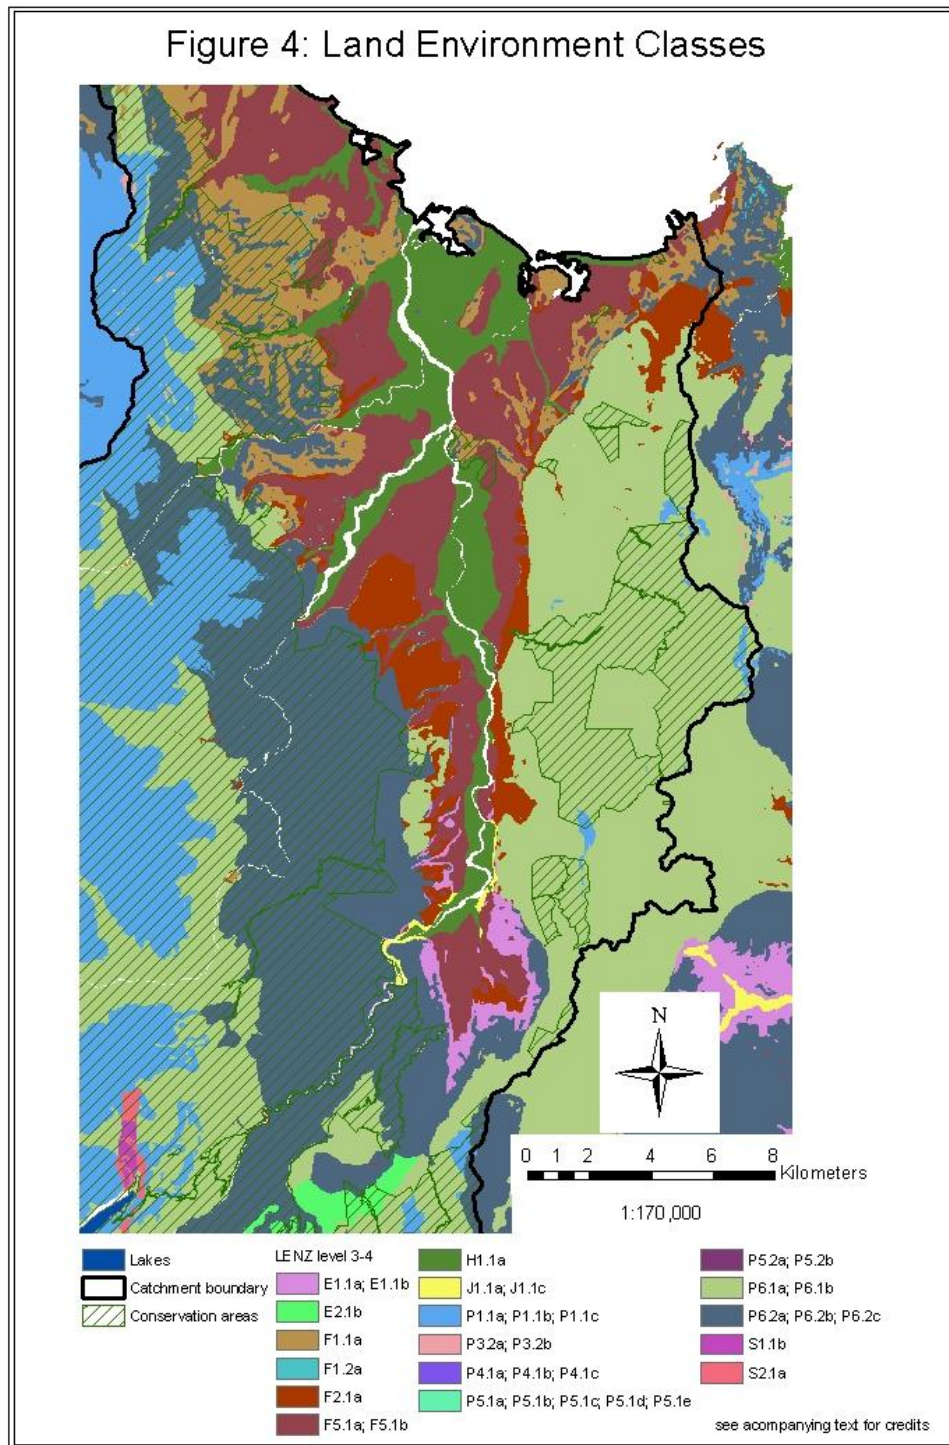 Figure 4: Land Environment Classes
N
0 1 2 4 6 8
Kilometers
1:170,000
Lakes
Catchment boundary
Conservation areas
LENZ level 3-4
E1.1a; E1.1b
E2.1b
F1.1a
F1.2a
F2.1a
F5.1a; F5.1b
H1.1a
J1.1a; J1.1c
P1.1a; P1.1b; P1.1c
P3.2a; P3.2b
P4.1a; P4.1b; P4.1c
P5.1a; P5.1b; P5.1c; P5.1d; P5.1e
P5.2a; P5.2b
P6.1a; P6.1b
P6.2a; P6.2b; P6.2c
S1.1b
S2.1a
see acompanying text for credits